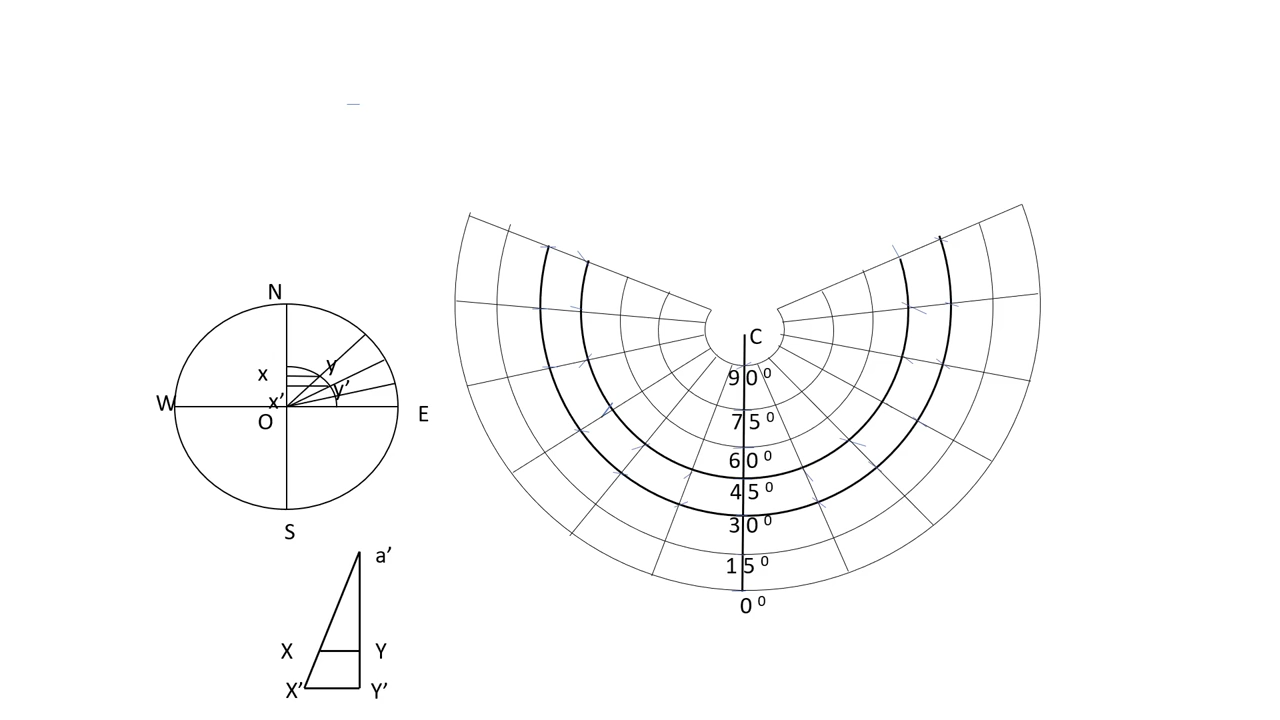 N
x
y
y’
x’
W
O
E
S
a’
X
Y
X’
Y’
C
90⁰
75⁰
60⁰
45⁰
30⁰
15⁰
0⁰